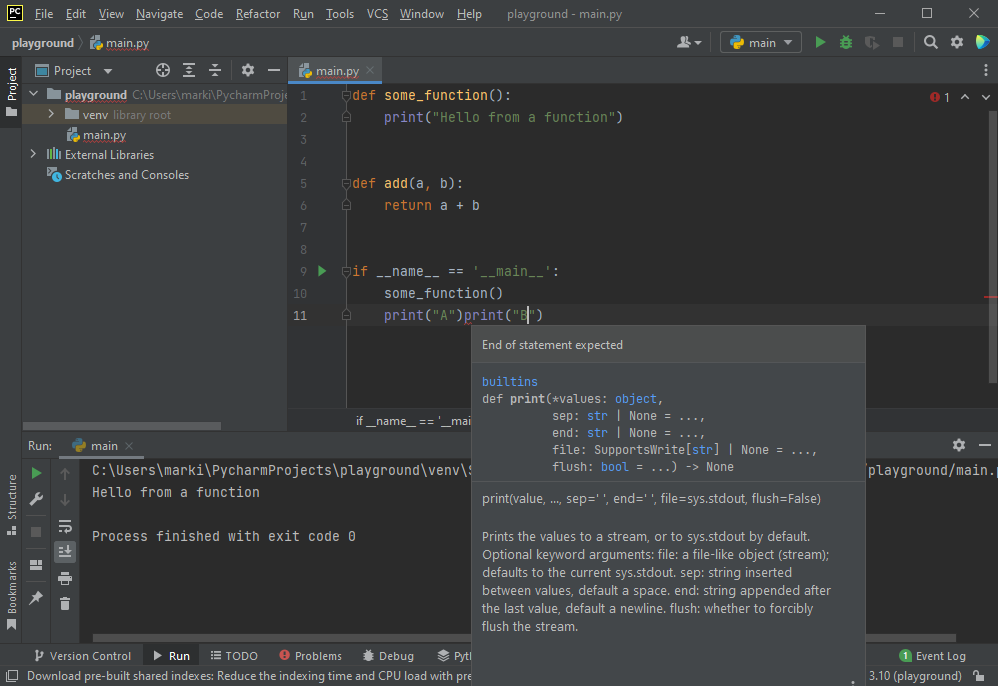 PC File Edit View Navigate Code Refactor Run Tools VCS Window Help playground - main.py
playground main.py main
Project
Project main.py
playground C:\Users\marki\PycharmProje
venv library root
main.py
External Libraries
Scratches and Consoles
1 def some_function():
1
2 print("Hello from a function")
3
4
5 def add(a, b):
6 return a + b
7
8
9 if __name__ == '__main__':
10 some_function()
11 print("A")print("B")
End of statement expected
builtins
def print(*values: object,
sep: str | None = ...,
end: str | None = ...,
file: SupportsWrite[str] | None = ...,
flush: bool = ...) -> None
print(value, ..., sep=' ', end=' ', file=sys.stdout, flush=False)
Prints the values to a stream, or to sys.stdout by default.
Optional keyword arguments: file: a file-like object (stream);
defaults to the current sys.stdout. sep: string inserted
between values, default a space. end: string appended after
the last value, default a newline. flush: whether to forcibly
flush the stream.
if __name__ == '__mai
Run: main
C:\Users\marki\PycharmProjects\playground\venv\S
/playground/main.p
Hello from a function
Process finished with exit code 0
Structure
Bookmarks
Version Control Run TODO Problems Debug Pyt
1 Event Log
Download pre-built shared indexes: Reduce the indexing time and CPU load with pre
3.10 (playground)